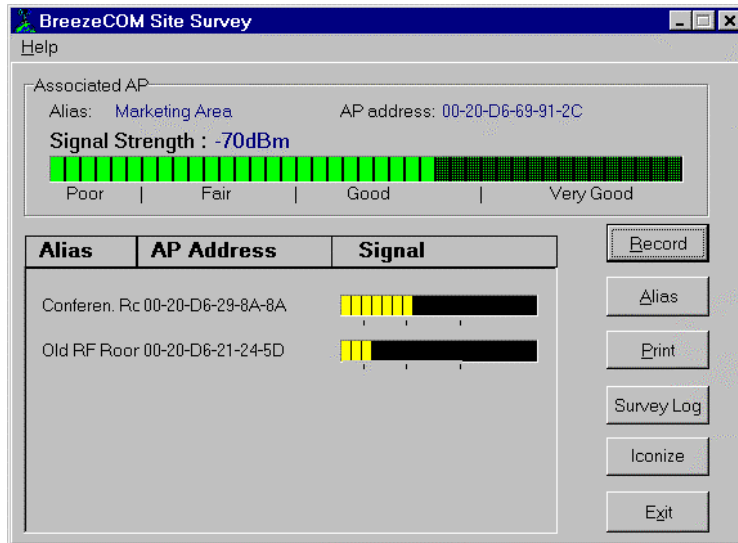 BreezeCOM Site Survey
Help
Associated AP
Alias: Marketing Area AP address: 00-20-D6-69-91-2C
Signal Strength : -70dBm
Poor | Fair | Good | Very Good
Alias AP Address Signal
Conferen. Rc 00-20-D6-29-8A-8A
Old RF Roor 00-20-D6-21-24-5D
Record
Alias
Print
Survey Log
Iconize
Exit